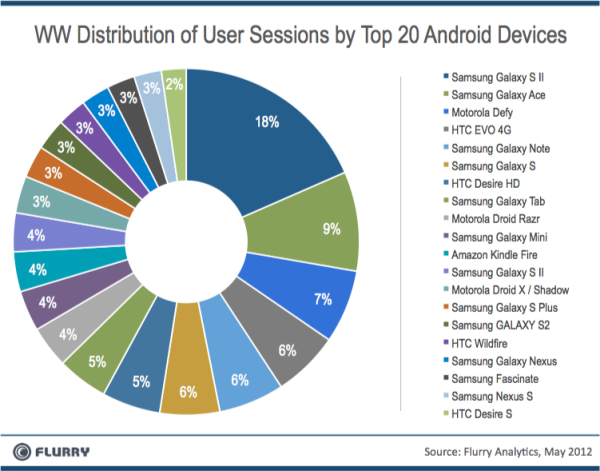 WW Distribution of User Sessions by Top 20 Android Devices
18%
9%
7%
6%
6%
6%
5%
5%
4%
4%
4%
4%
3%
3%
3%
3%
3%
3%
3%
2%
Samsung Galaxy S II
Samsung Galaxy Ace
Motorola Defy
HTC EVO 4G
Samsung Galaxy Note
Samsung Galaxy S
HTC Desire HD
Samsung Galaxy Tab
Motorola Droid Razr
Samsung Galaxy Mini
Amazon Kindle Fire
Samsung Galaxy S II
Motorola Droid X / Shadow
Samsung Galaxy S Plus
Samsung GALAXY S2
HTC Wildfire
Samsung Galaxy Nexus
Samsung Fascinate
Samsung Nexus S
HTC Desire S
FLURRY
Source: Flurry Analytics, May 2012